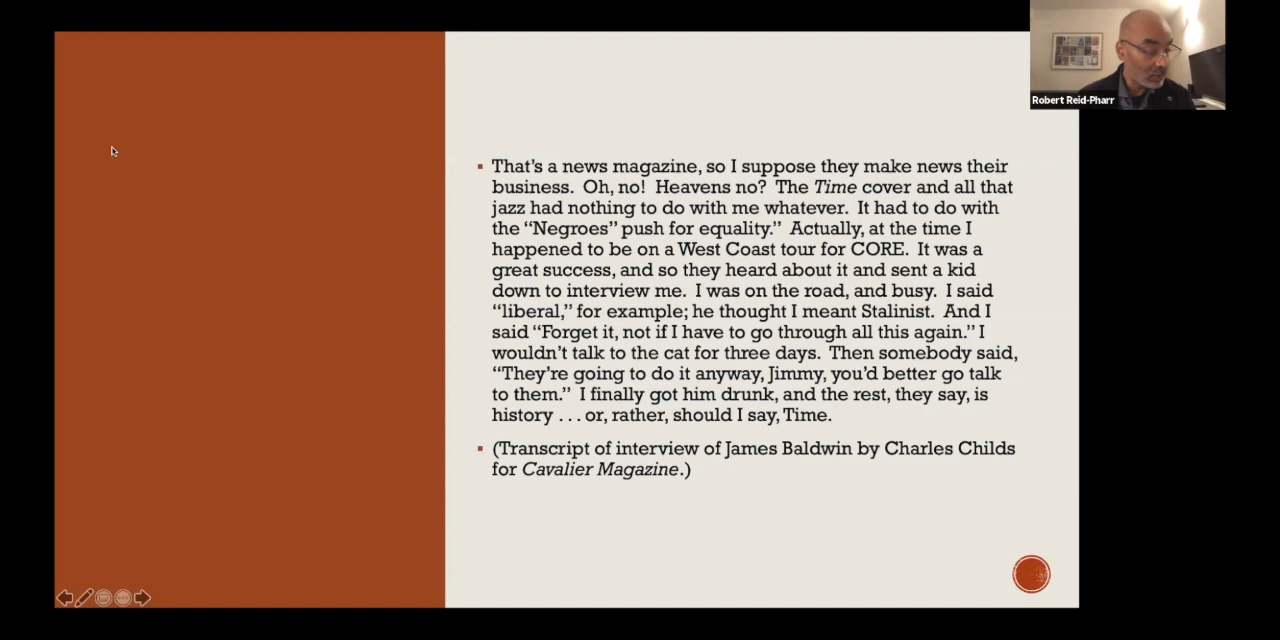 Robert Reid-Pharr
That's a news magazine, so I suppose they make news their
business.  Oh, no!  Heavens no?  The Time cover and all that
jazz had nothing to do with me whatever.  It had to do with
the “Negroes” push for equality.”  Actually, at the time I
happened to be on a West Coast tour for CORE.  It was a
great success, and so they heard about it and sent a kid
down to interview me.  I was on the road, and busy.  I said
“liberal,” for example; he thought I meant Stalinist.  And I
said “Forget it, not if I have to go through all this again.” I
wouldn't talk to the cat for three days.  Then somebody said,
“They're going to do it anyway, Jimmy, you'd better go talk
to them.”  I finally got him drunk, and the rest, they say, is
history . . . or, rather, should I say, Time.
(Transcript of interview of James Baldwin by Charles Childs
for Cavalier Magazine.)